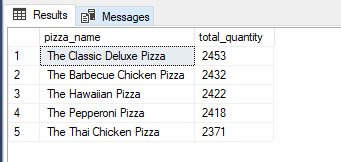 Results Messages
pizza_name total_quantity
1 The Classic Deluxe Pizza 2453
2 The Barbecue Chicken Pizza 2432
3 The Hawaiian Pizza 2422
4 The Pepperoni Pizza 2418
5 The Thai Chicken Pizza 2371